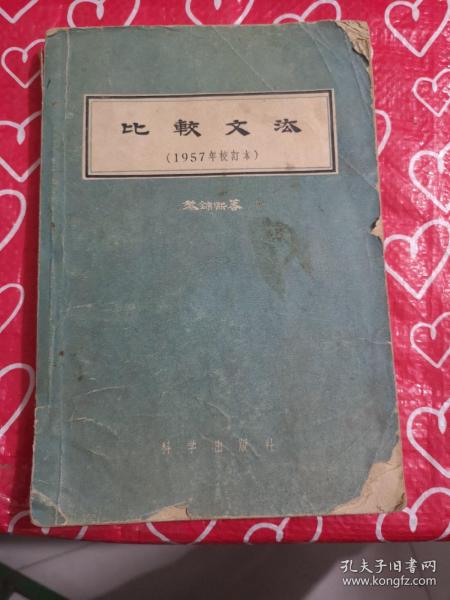 比較文法
(1957年校订本)
黎錦熙著
科学出版社
孔夫子旧书网
www.kongfz.com